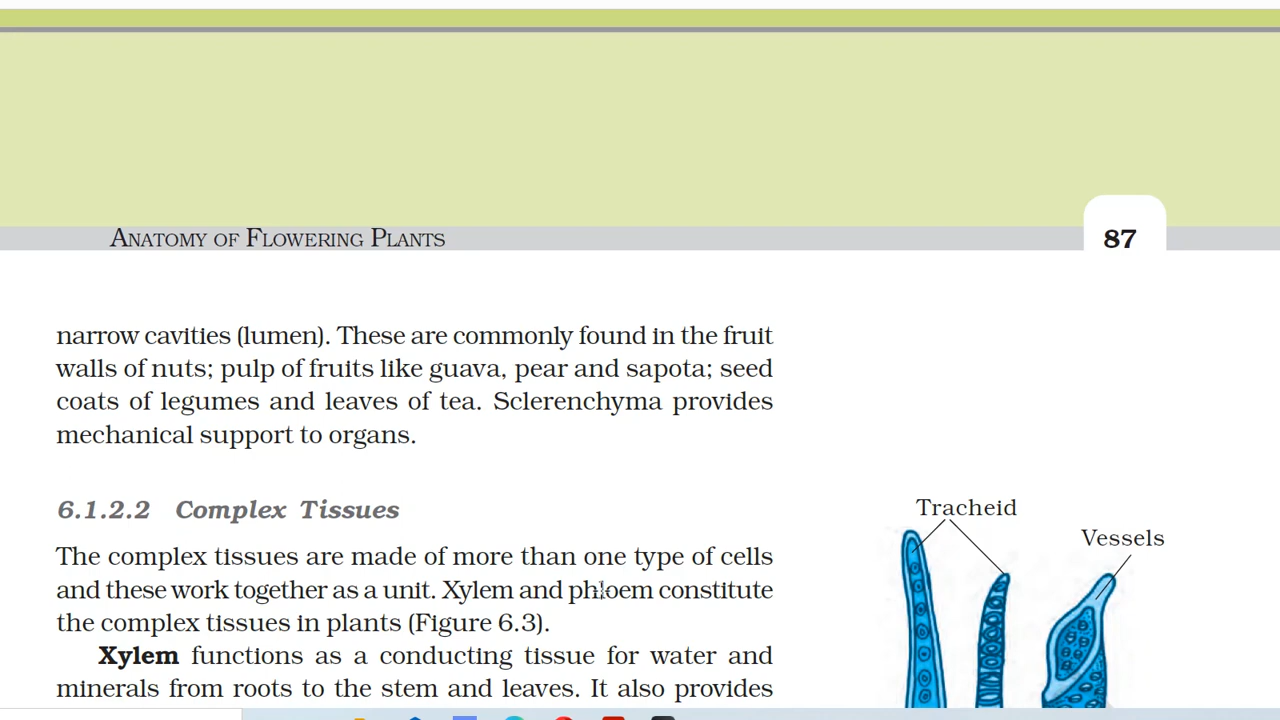 ANATOMY OF FLOWERING PLANTS
87
narrow cavities (lumen). These are commonly found in the fruit
walls of nuts; pulp of fruits like guava, pear and sapota; seed
coats of legumes and leaves of tea. Sclerenchyma provides
mechanical support to organs.
6.1.2.2 Complex Tissues
The complex tissues are made of more than one type of cells
and these work together as a unit. Xylem and phloem constitute
the complex tissues in plants (Figure 6.3).
Xylem functions as a conducting tissue for water and
minerals from roots to the stem and leaves. It also provides
Tracheid
Vessels